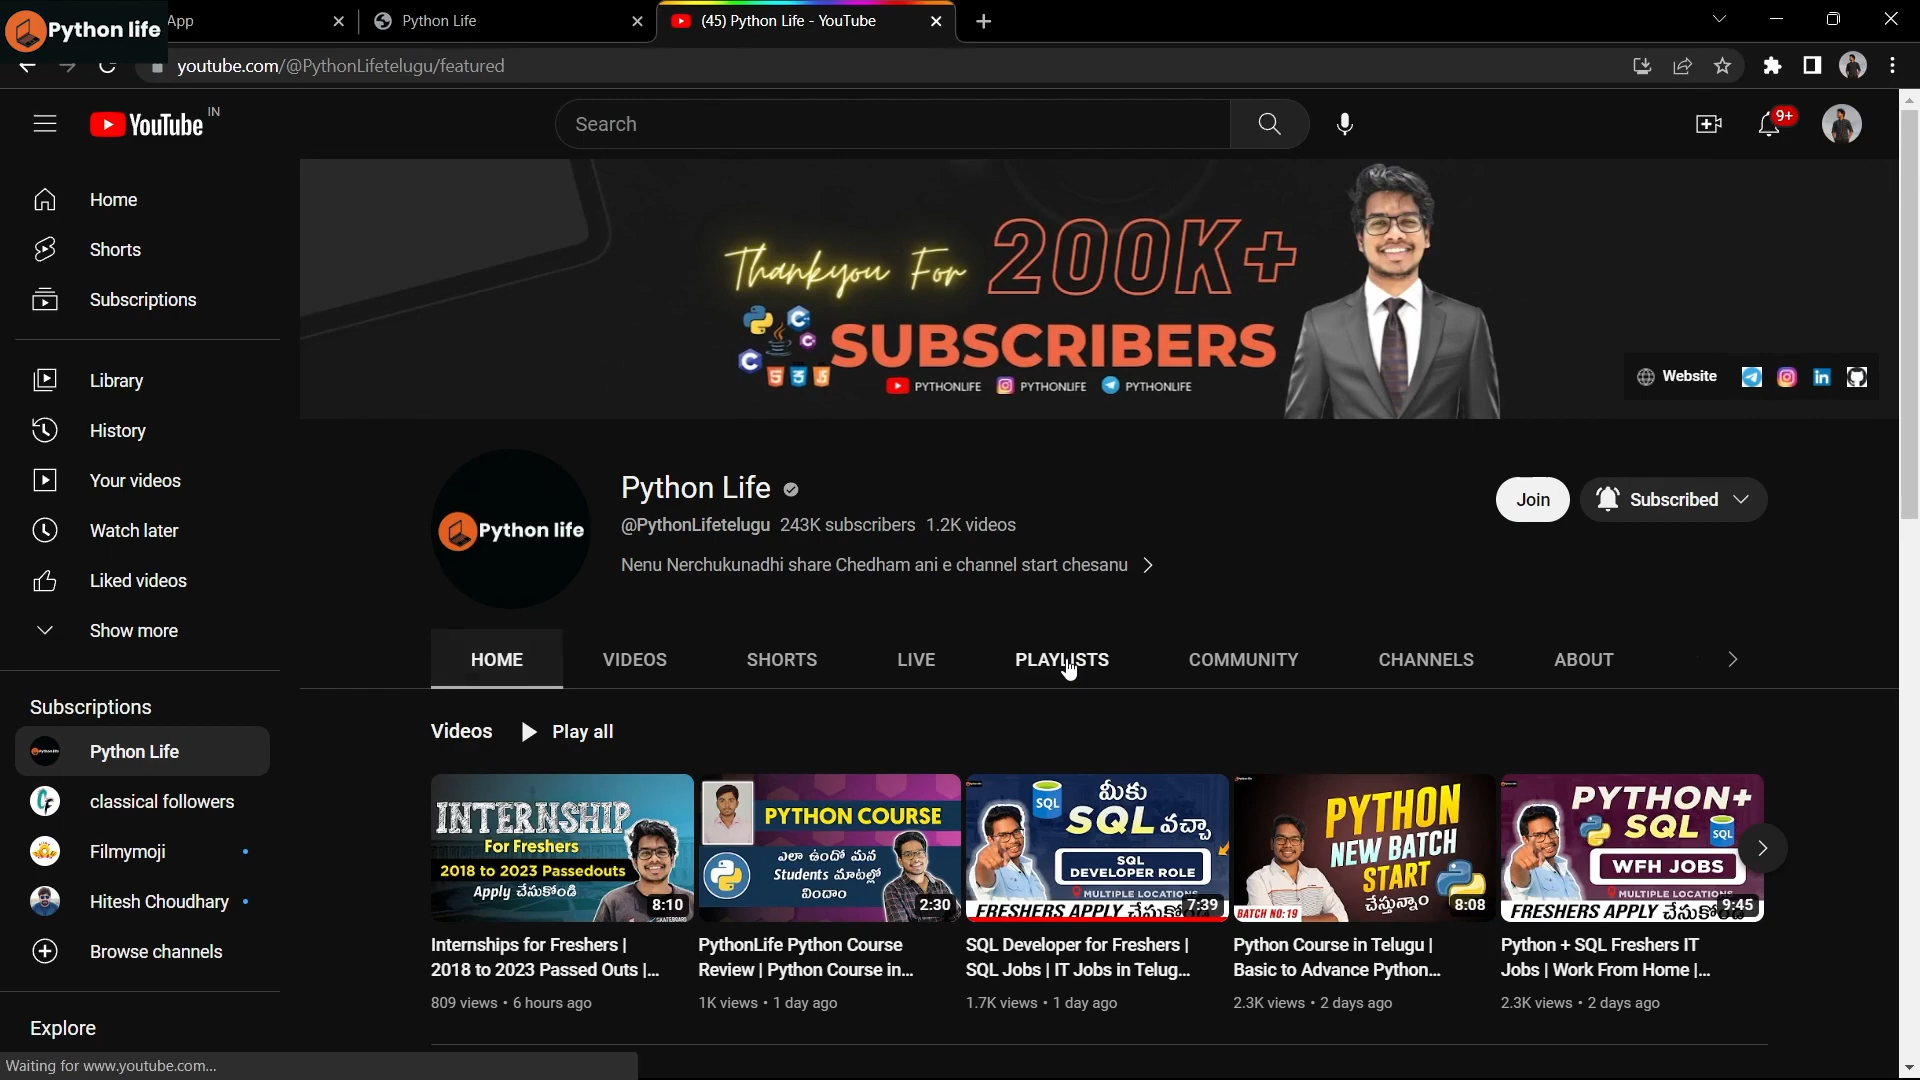 Python life
App
Python Life
(45) Python Life - YouTube
youtube.com/@PythonLifetelugu/featured
YouTube IN
Search
9+
Home
Shorts
Subscriptions
Library
History
Your videos
Watch later
Liked videos
Show more
Subscriptions
Python Life
classical followers
Filmymoji
Hitesh Choudhary
Browse channels
Explore
Waiting for www.youtube.com...
Thankyou For 200K+
SUBSCRIBERS
PYTHONLIFE PYTHONLIFE PYTHONLIFE
Website
Python life
Python Life
@PythonLifetelugu 243K subscribers 1.2K videos
Nenu Nerchukunadhi share Chedham ani e channel start chesanu
Join
Subscribed
HOME VIDEOS SHORTS LIVE PLAYLISTS COMMUNITY CHANNELS ABOUT
Videos Play all
INTERNSHIP
For Freshers
2018 to 2023 Passedouts
Apply చేసుకోండి
8:10
Internships for Freshers |
2018 to 2023 Passed Outs |...
809 views • 6 hours ago
PYTHON COURSE
ఎలా ఉందో మన
Students మాటల్లో
విందాం
2:30
PythonLife Python Course
Review | Python Course in...
1K views • 1 day ago
మీకు
SQL
SQL వచ్చా
SQL
DEVELOPER ROLE
MULTIPLE LOCATIONS
FRESHERS APPLY
7:39
SQL Developer for Freshers |
SQL Jobs | IT Jobs in Telug...
1.7K views • 1 day ago
PYTHON
NEW BATCH
START
చేస్తున్నాం
BATCH NO:19
8:08
Python Course in Telugu |
Basic to Advance Python...
2.3K views • 2 days ago
PYTHON+
SQL
SQL
WFH JOBS
MULTIPLE LOCATIONS
FRESHERS APPLY
9:45
Python + SQL Freshers IT
Jobs | Work From Home |...
2.3K views • 2 days ago